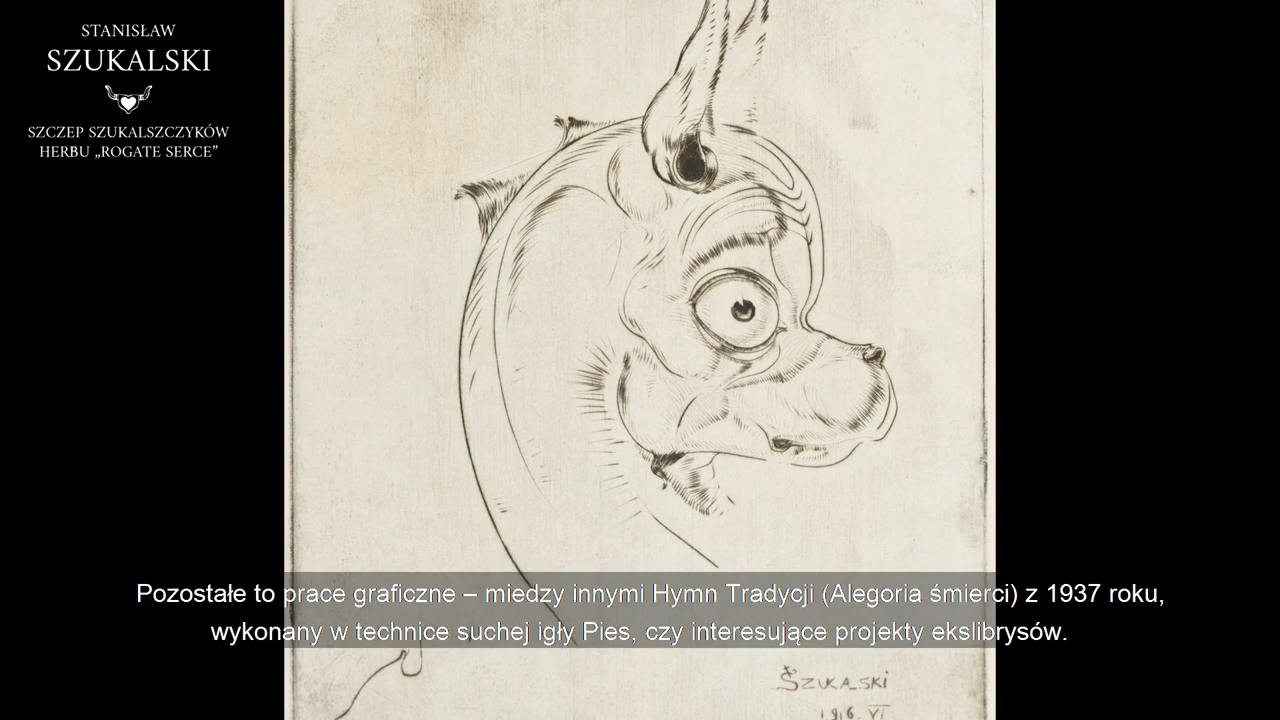 STANISŁAW
SZUKALSKI
SZCZEP SZUKALSZCZYKÓW
HERBU „ROGATE SERCE”
Pozostałe to prace graficzne – miedzy innymi Hymn Tradycji (Alegoria śmierci) z 1937 roku,
wykonany w technice suchej igły Pies, czy interesujące projekty ekslibrysów.
SZUKALSKI
1916 VI